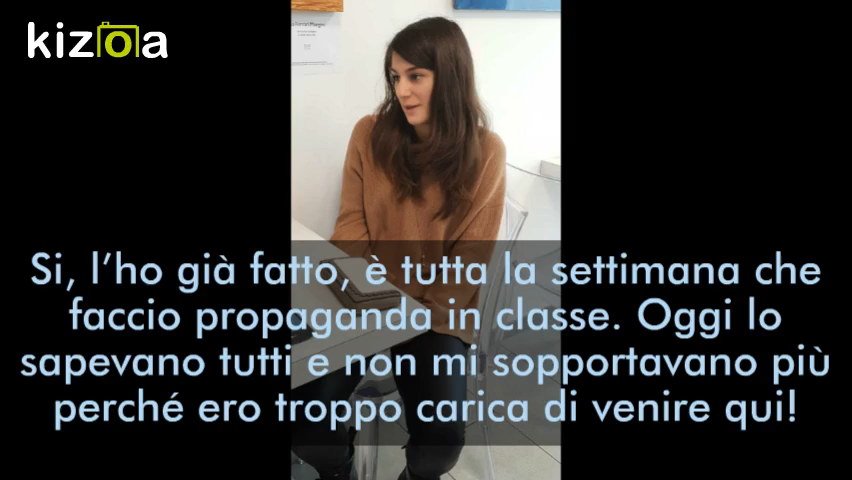 kizoa
Si, l'ho già fatto, è tutta la settimana che
faccio propaganda in classe. Oggi lo
sapevano tutti e non mi sopportavano più
perché ero troppo carica di venire qui!